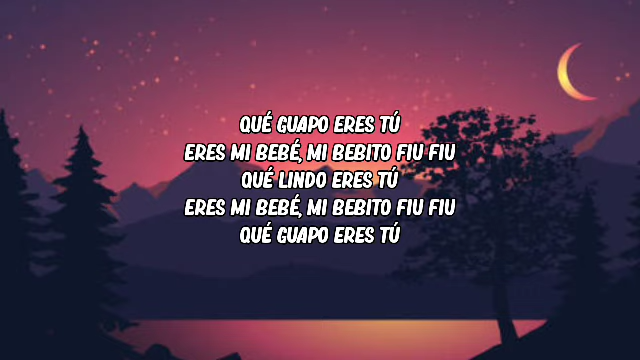 QUÉ GUAPO ERES TÚ
ERES MI BEBÉ, MI BEBITO FIU FIU
QUÉ LINDO ERES TÚ
ERES MI BEBÉ, MI BEBITO FIU FIU
QUÉ GUAPO ERES TÚ